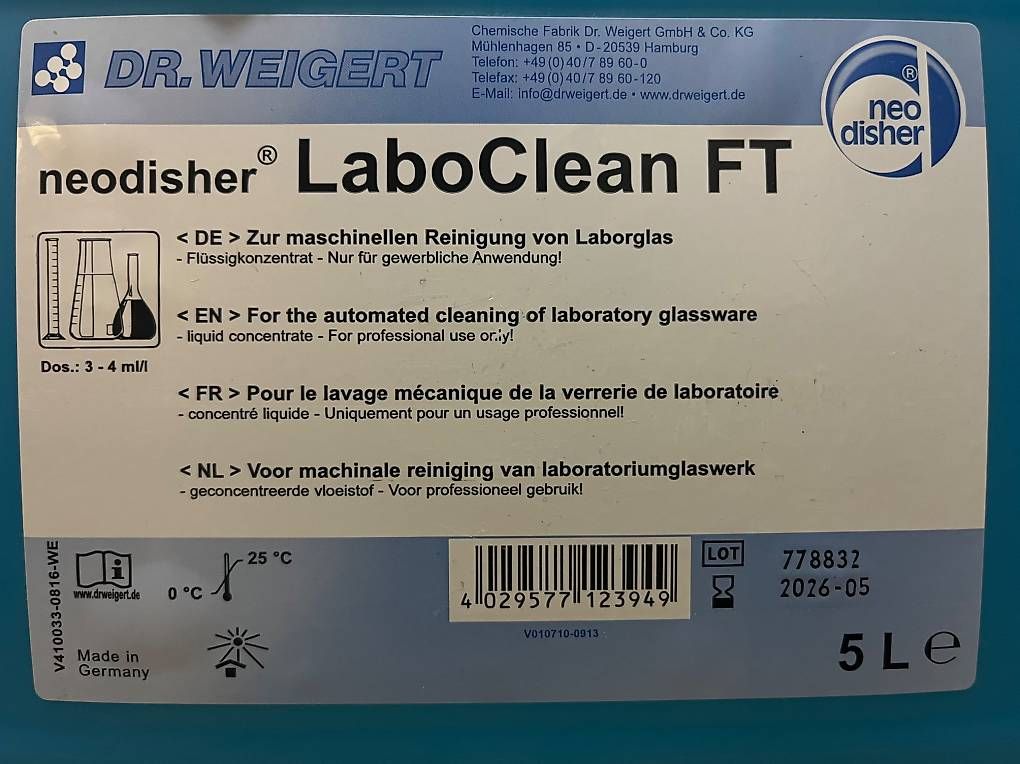 DR. WEIGERT
Chemische Fabrik Dr. Weigert GmbH & Co. KG
Mühlenhagen 85 • D-20539 Hamburg
Telefon: +49(0)40/7 89 60-0
Telefax: +49(0)40/7 89 60-120
E-Mail: info@drweigert.de • www.drweigert.de
®
neo
disher
neodisher® LaboClean FT
< DE > Zur maschinellen Reinigung von Laborglas
- Flüssigkonzentrat - Nur für gewerbliche Anwendung!
< EN > For the automated cleaning of laboratory glassware
- liquid concentrate - For professional use only!
Dos.: 3 - 4 ml/l
< FR > Pour le lavage mécanique de la verrerie de laboratoire
- concentré liquide - Uniquement pour un usage professionnel!
< NL > Voor machinale reiniging van laboratoriumglaswerk
- geconcentreerde vloeistof - Voor professioneel gebruik!
V410033-0816-WE
i
www.drweigert.de
0 °C
25 °C
Made in
Germany
4 029577 123949
V010710-0913
LOT 778832
2026-05
5 L e